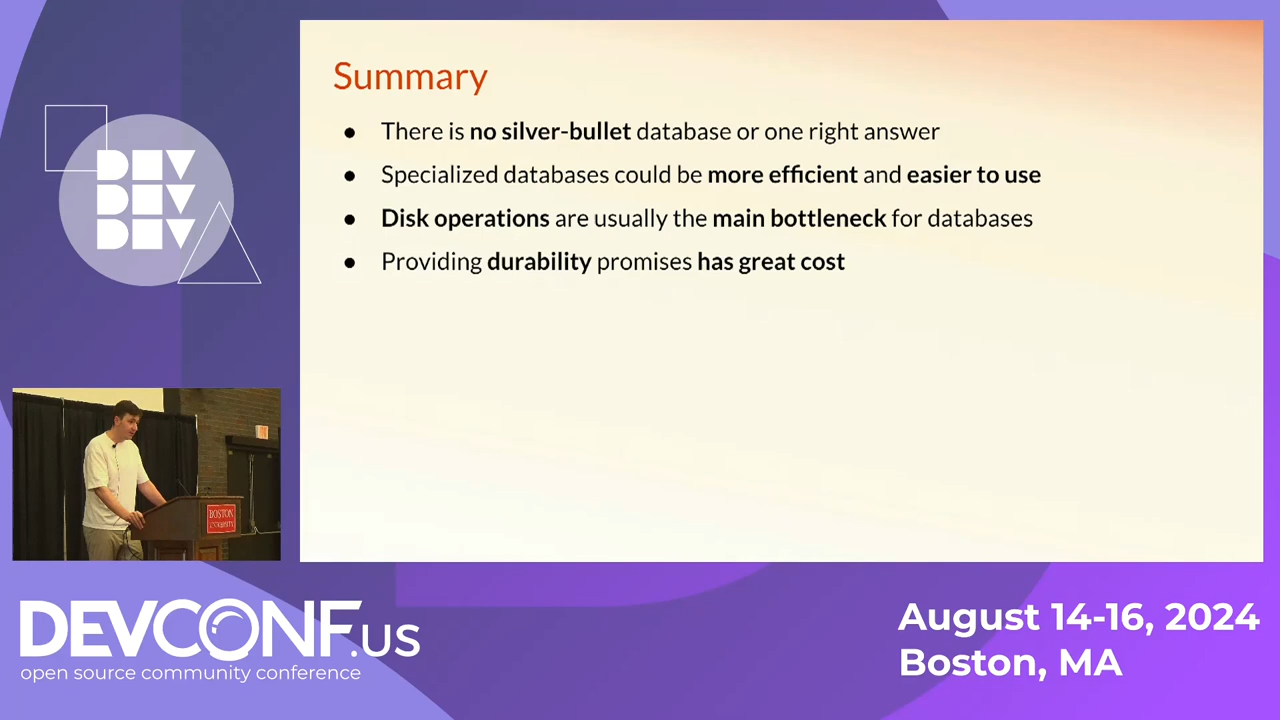 Summary
● There is no silver-bullet database or one right answer
● Specialized databases could be more efficient and easier to use
● Disk operations are usually the main bottleneck for databases
● Providing durability promises has great cost
DEV
DEV
DEV
BOSTON
UNIVERSITY
DEVCONF.US
open source community conference
August 14-16, 2024
Boston, MA